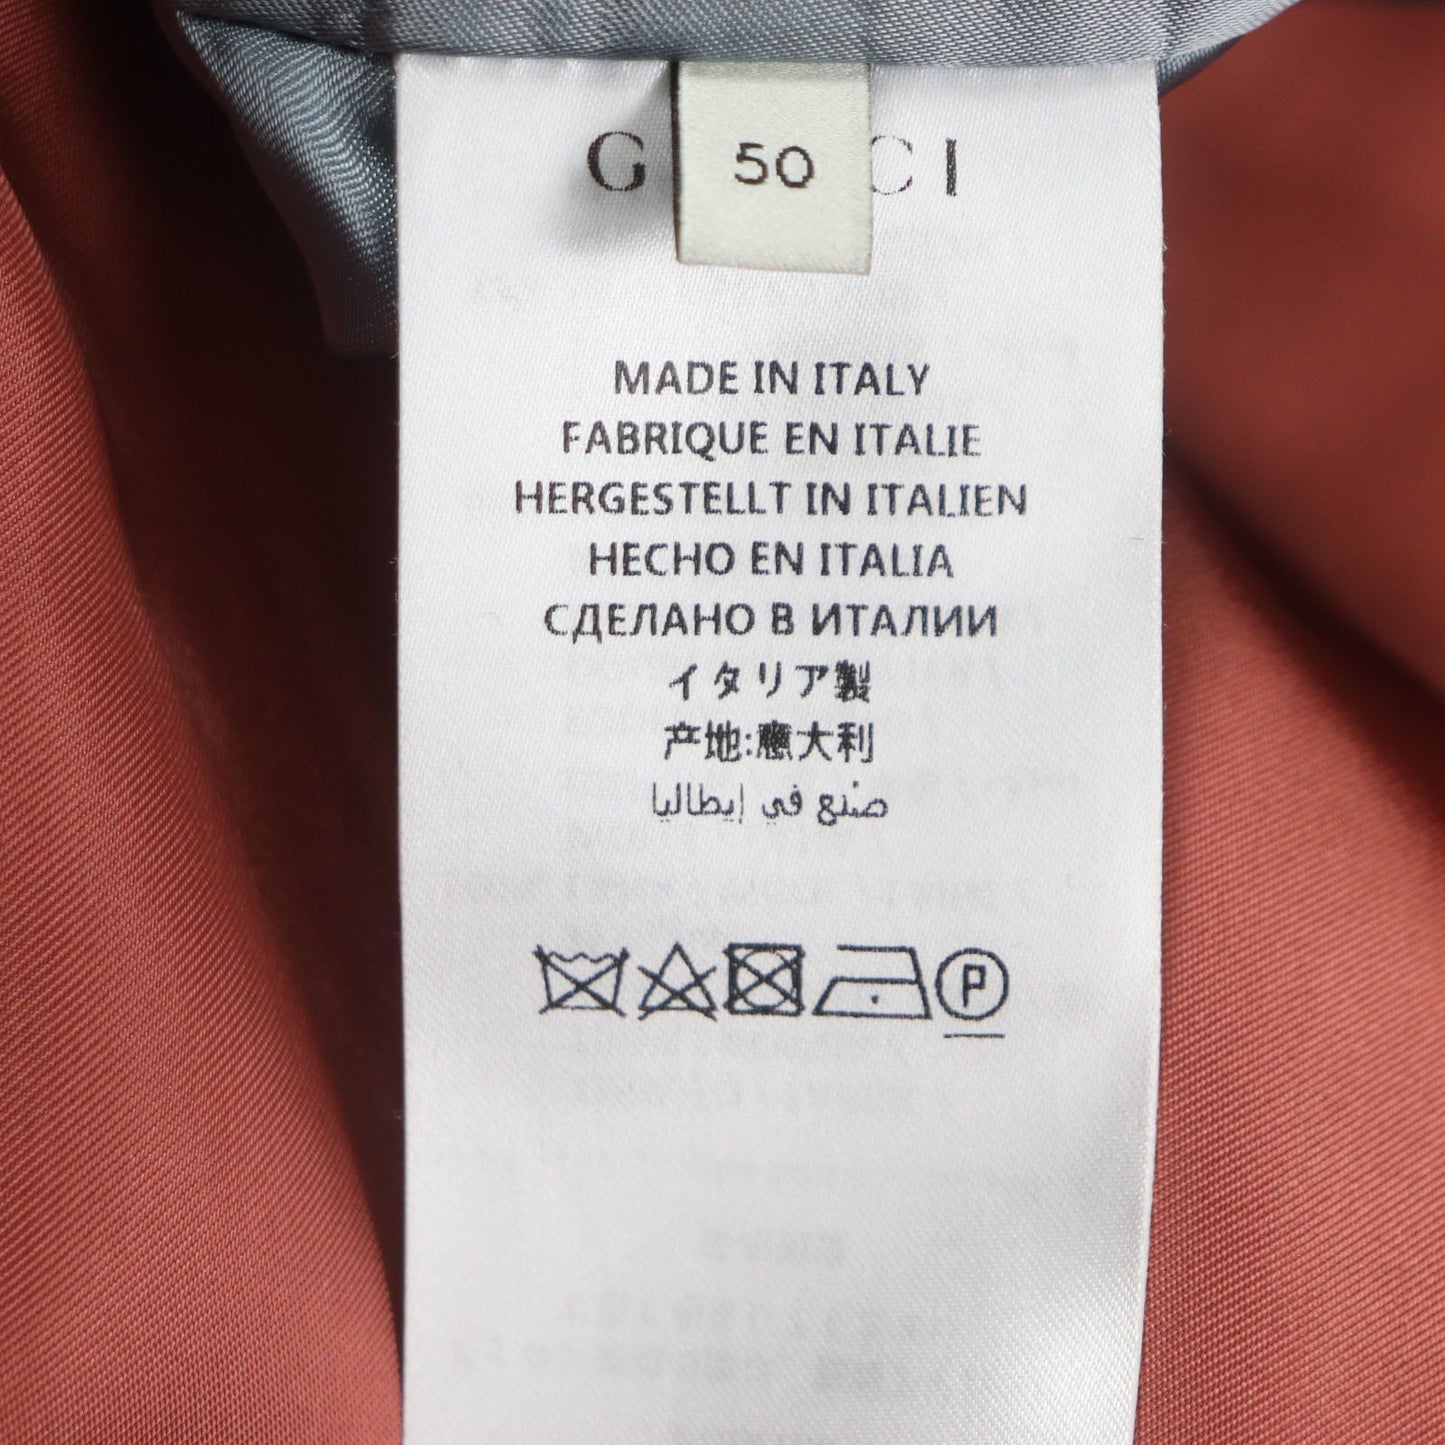 G CI
50
MADE IN ITALY
FABRIQUE EN ITALIE
HERGESTELLT IN ITALIEN
HECHO EN ITALIA
СДЕЛАНО В ИТАЛИИ
イタリア製
产地:意大利
صنع في إيطاليا
P